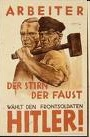 ARBEITER
DER STIRN
DER FAUST
WÄHLT DEN FRONTSOLDATEN
HITLER!